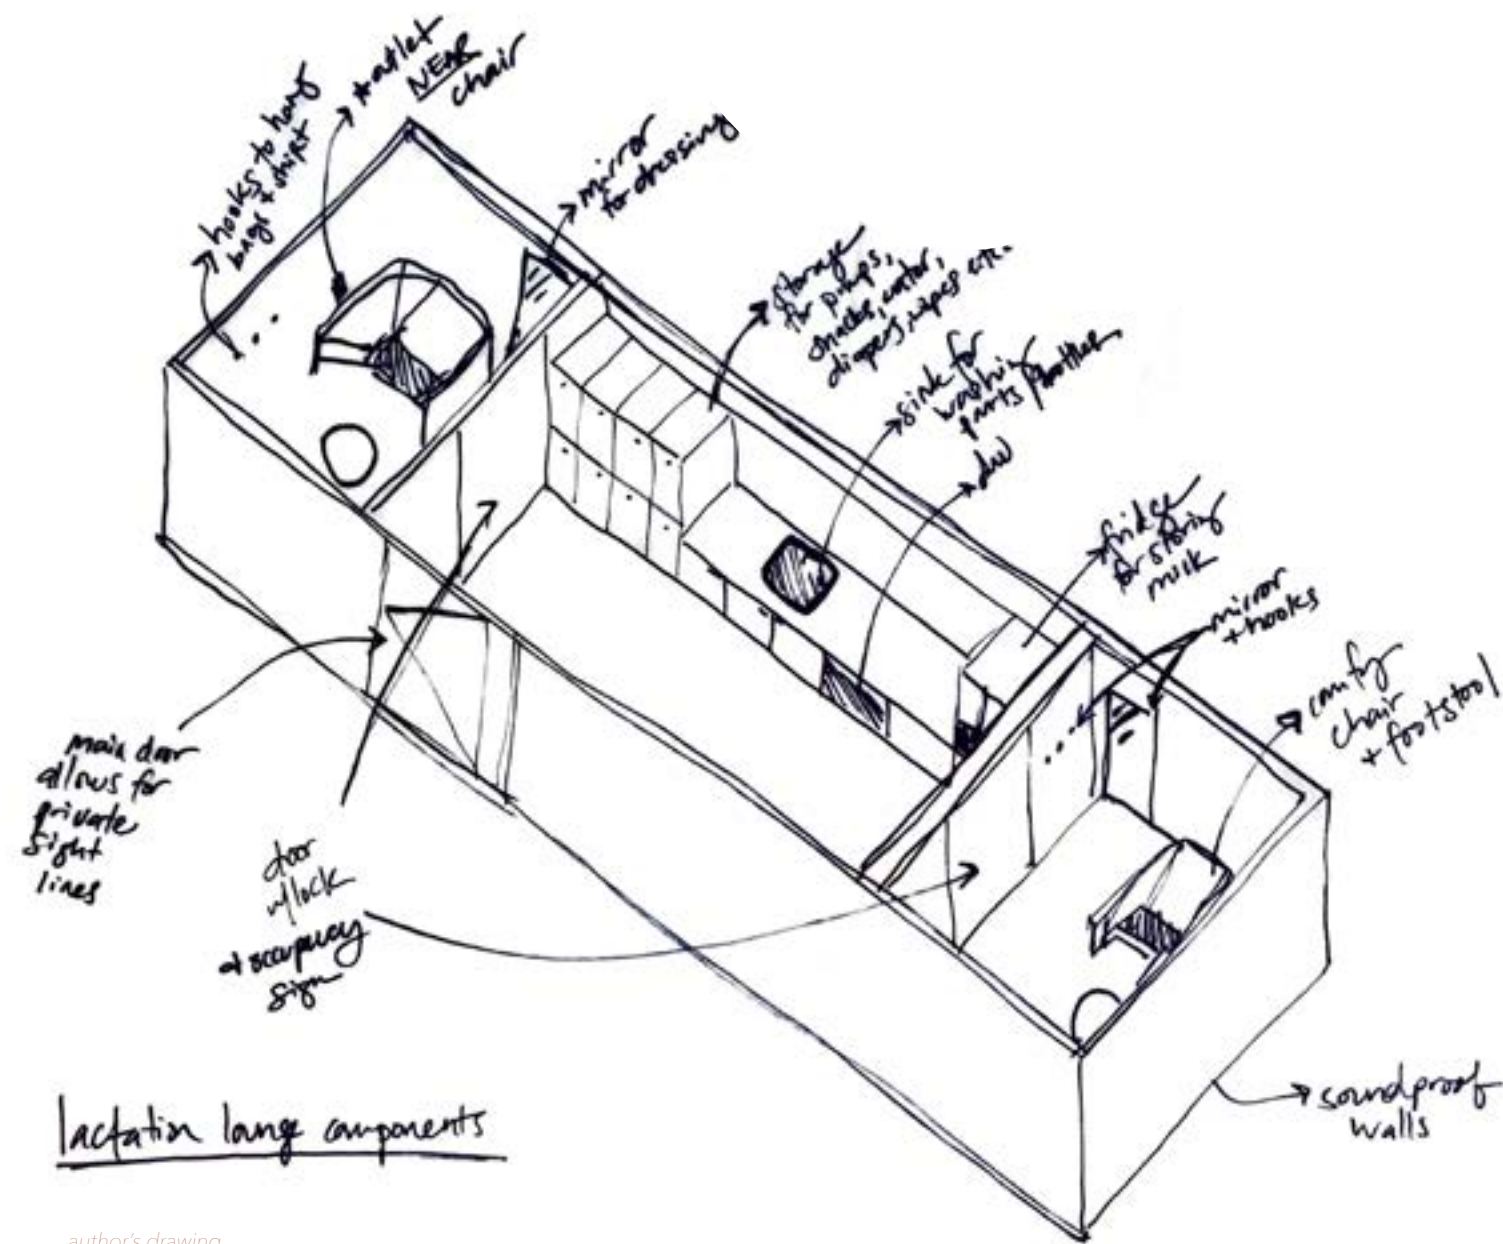 *outlet
NEAR
chair
hooks to hang
bags + shirt
mirror
for dressing
storage
for pumps,
snacks, water,
diapers, wipes etc.
sink for
washing
parts/bottles
dw
fridge
for storing
milk
mirror
+ hooks
comfy
chair
+ footstool
main door
allows for
private
sight
lines
door
w/lock
+ occupancy
sign
soundproof
walls
lactation lounge components
author's drawing